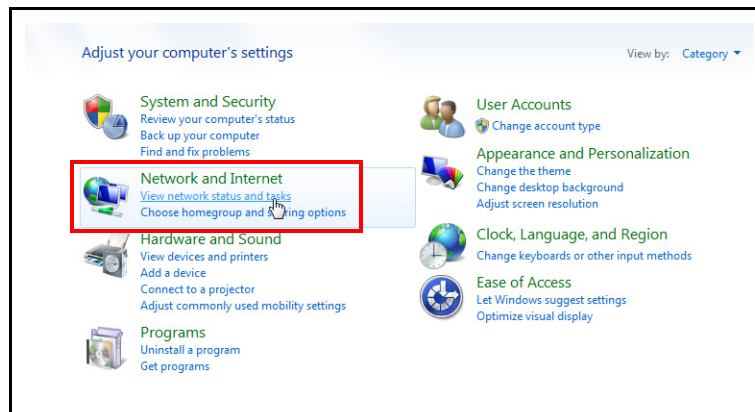 Adjust your computer's settings
View by: Category
System and Security
Review your computer's status
Back up your computer
Find and fix problems
Network and Internet
View network status and tasks
Choose homegroup and sharing options
Hardware and Sound
View devices and printers
Add a device
Connect to a projector
Adjust commonly used mobility settings
Programs
Uninstall a program
Get programs
User Accounts
Change account type
Appearance and Personalization
Change the theme
Change desktop background
Adjust screen resolution
Clock, Language, and Region
Change keyboards or other input methods
Ease of Access
Let Windows suggest settings
Optimize visual display